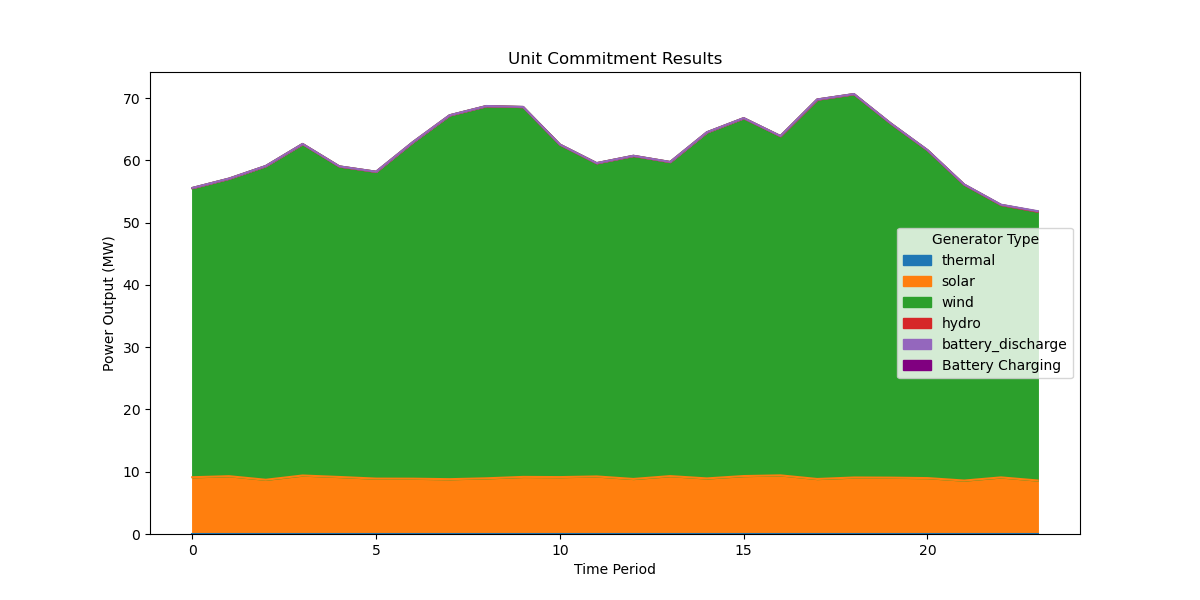 Unit Commitment Results
Power Output (MW)
70
60
50
40
30
20
10
0
Generator Type
thermal
solar
wind
hydro
battery_discharge
Battery Charging
0 5 10 15 20
Time Period